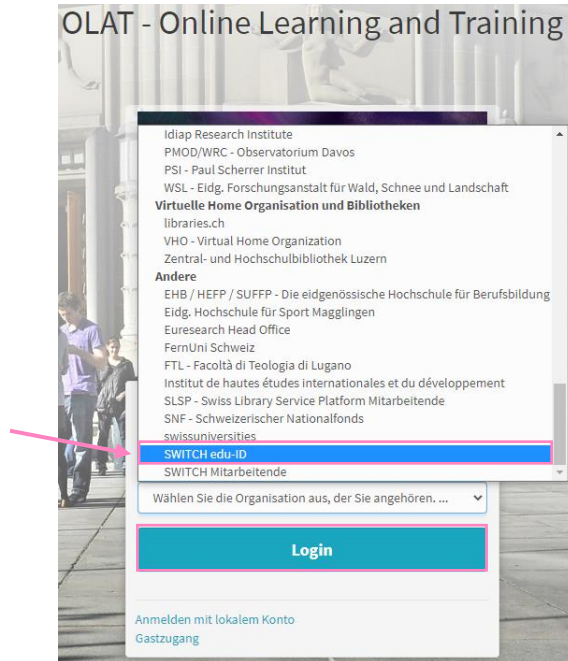 OLAT - Online Learning and Training
Idiap Research Institute
PMOD/WRC - Observatorium Davos
PSI - Paul Scherrer Institut
WSL - Eidg. Forschungsanstalt für Wald, Schnee und Landschaft
Virtuelle Home Organisation und Bibliotheken
libraries.ch
VHO - Virtual Home Organization
Zentral- und Hochschulbibliothek Luzern
Andere
EHB / HEFP / SUFFP - Die eidgenössische Hochschule für Berufsbildung
Eidg. Hochschule für Sport Magglingen
Euresearch Head Office
FernUni Schweiz
FTL - Facoltà di Teologia di Lugano
Institut de hautes études internationales et du développement
SLSP - Swiss Library Service Platform Mitarbeitende
SNF - Schweizerischer Nationalfonds
swissuniversities
SWITCH edu-ID
SWITCH Mitarbeitende
Wählen Sie die Organisation aus, der Sie angehören. ...
Login
Anmelden mit lokalem Konto
Gastzugang